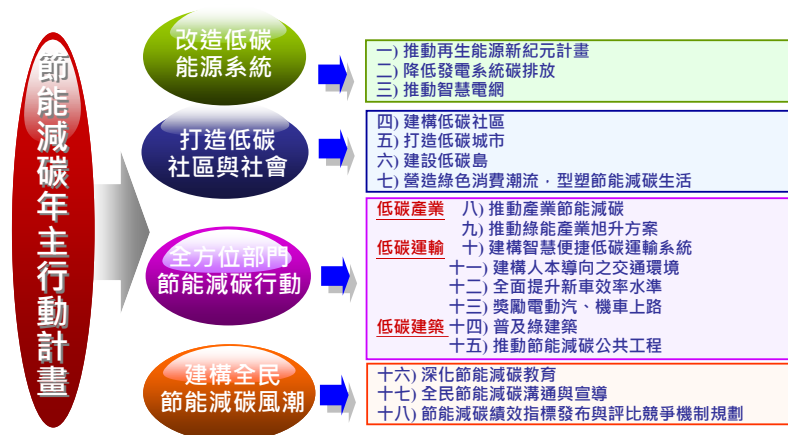 節能減碳年主行動計畫
改造低碳
能源系統
一) 推動再生能源新紀元計畫
二) 降低發電系統碳排放
三) 推動智慧電網
打造低碳
社區與社會
四) 建構低碳社區
五) 打造低碳城市
六) 建設低碳島
七) 營造綠色消費潮流．型塑節能減碳生活
全方位部門
節能減碳行動
低碳產業 八) 推動產業節能減碳
九) 推動綠能產業旭升方案
低碳運輸 十) 建構智慧便捷低碳運輸系統
十一) 建構人本導向之交通環境
十二) 全面提升新車效率水準
十三) 獎勵電動汽、機車上路
低碳建築 十四) 普及綠建築
十五) 推動節能減碳公共工程
建構全民
節能減碳風潮
十六) 深化節能減碳教育
十七) 全民節能減碳溝通與宣導
十八) 節能減碳績效指標發布與評比競爭機制規劃